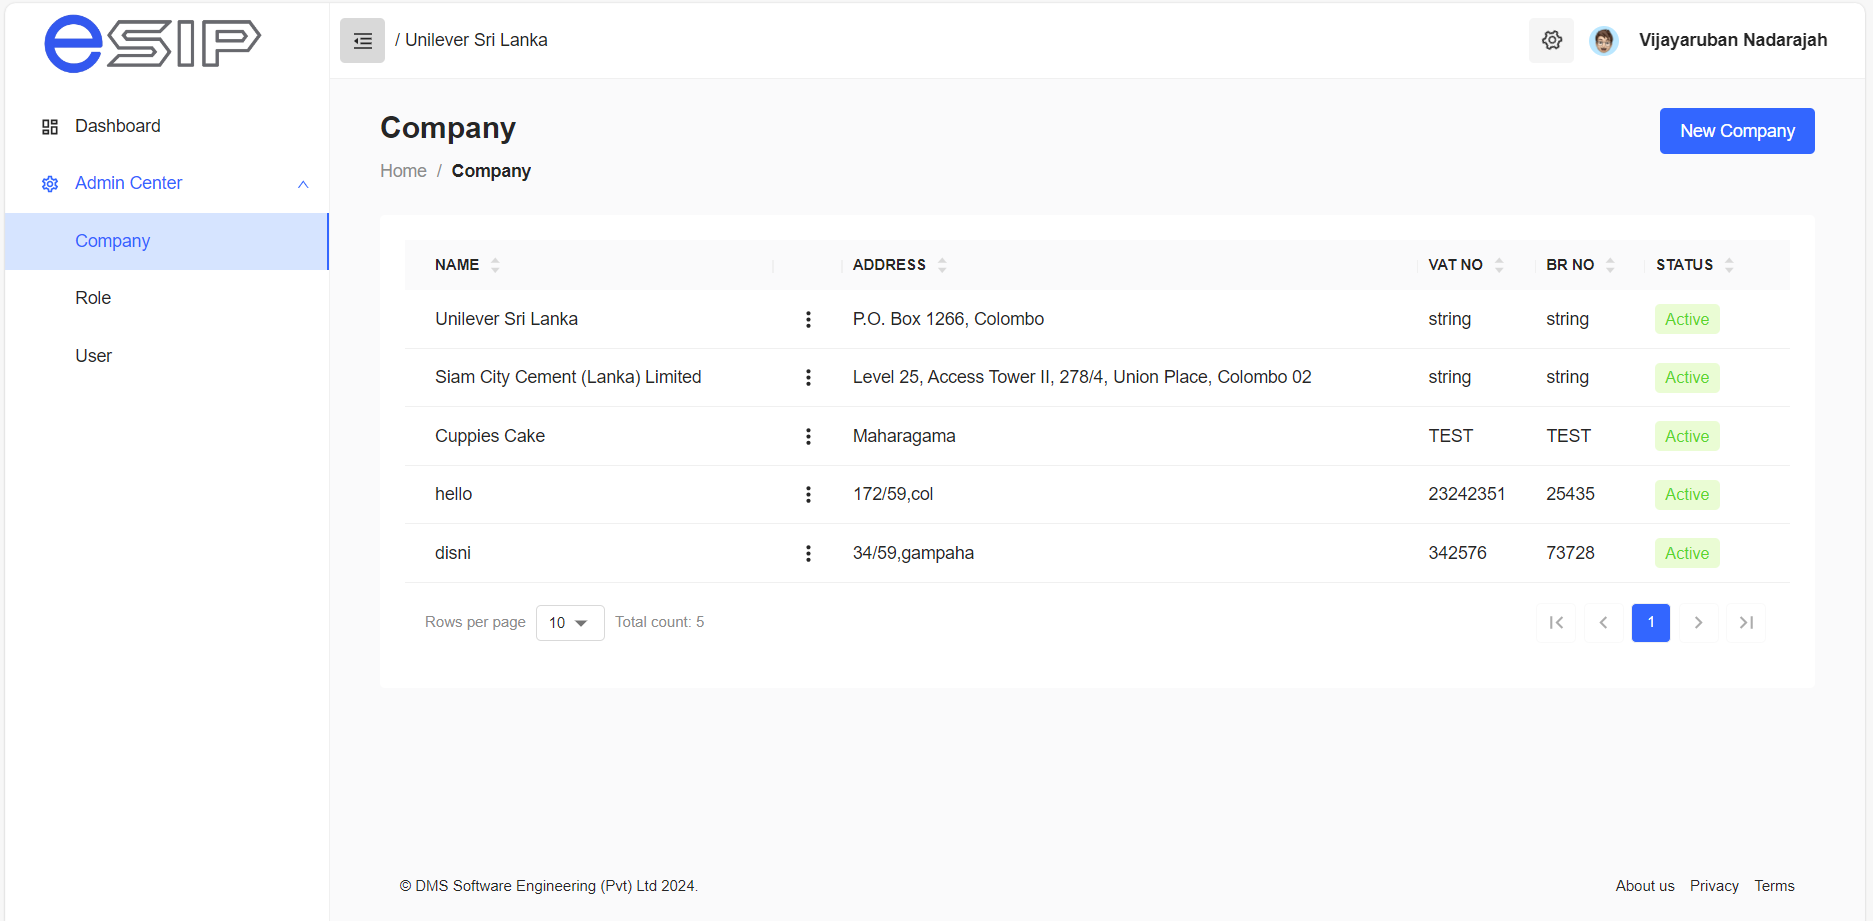 eSIP
/ Unilever Sri Lanka
Vijayaruban Nadarajah
Dashboard
Admin Center
Company
Role
User
Company
New Company
Home / Company
NAME ADDRESS VAT NO BR NO STATUS
Unilever Sri Lanka P.O. Box 1266, Colombo string string Active
Siam City Cement (Lanka) Limited Level 25, Access Tower II, 278/4, Union Place, Colombo 02 string string Active
Cuppies Cake Maharagama TEST TEST Active
hello 172/59,col 23242351 25435 Active
disni 34/59,gampaha 342576 73728 Active
Rows per page 10 Total count: 5 1
© DMS Software Engineering (Pvt) Ltd 2024. About us Privacy Terms